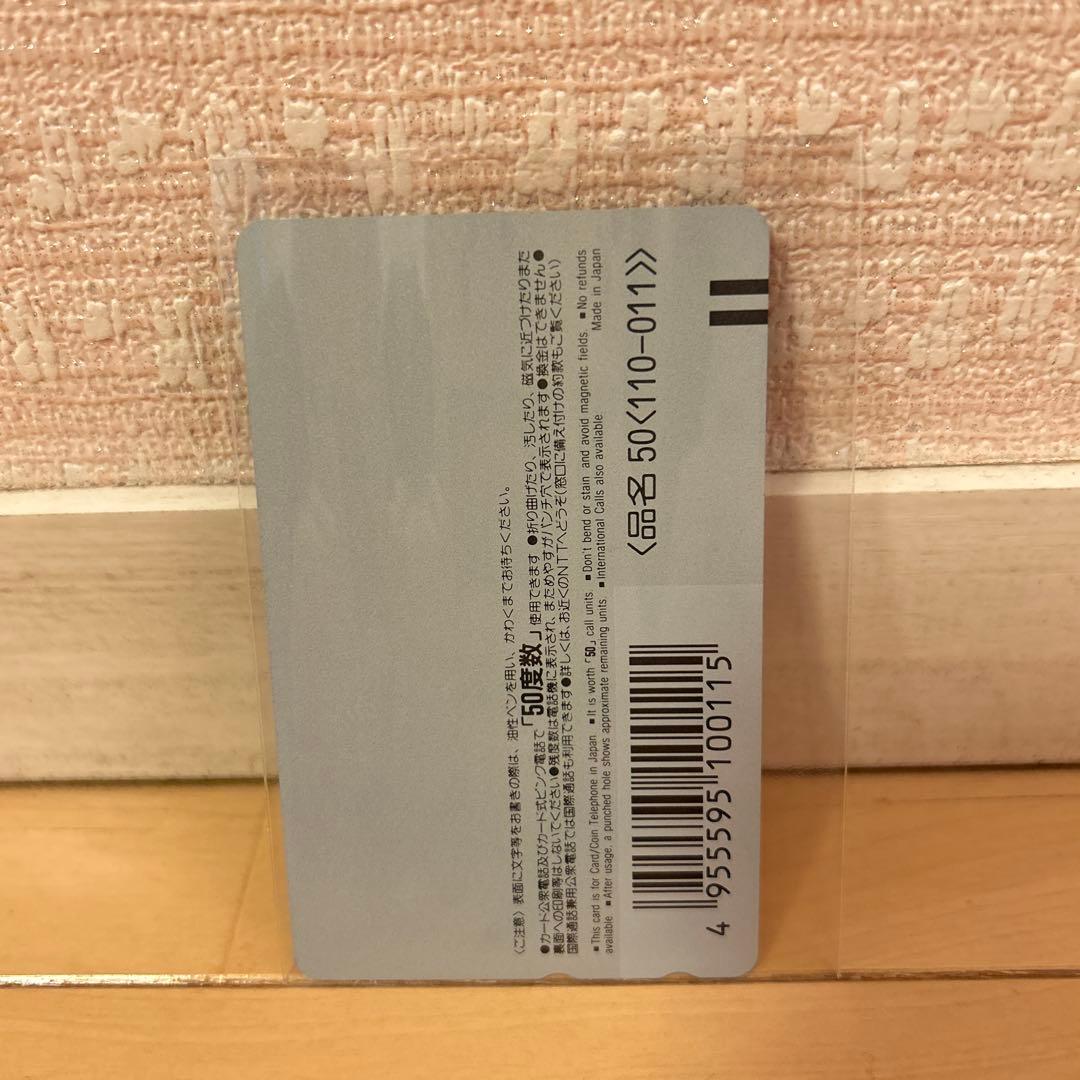 〈ご注意〉表面に文字等をお書きの際は、油性ペンを用い、かわくまでお待ちください。
●カード公衆電話及びカード式ピンク電話で「50度数」使用できます ●折り曲げたり、汚したり、磁気に近づけたりまた
裏面への印刷等はしないでください●残度数は電話機に表示され、まためやすがパンチ穴で表示されます●換金はできません●
国際通話兼用公衆電話では国際通話も利用できます●詳しくは、お近くのNTTへどうぞ(窓口に備え付けの約款もご覧ください)
■This card is for Card/Coin Telephone in Japan ■It is worth「50」call units. ■Don't bend or stain and avoid magnetic fields. ■No refunds
available ■After usage, a punched hole shows approximate remaining units. ■International Calls also available Made in Japan
〈品名 50〈110-011〉〉
4 955595 100115